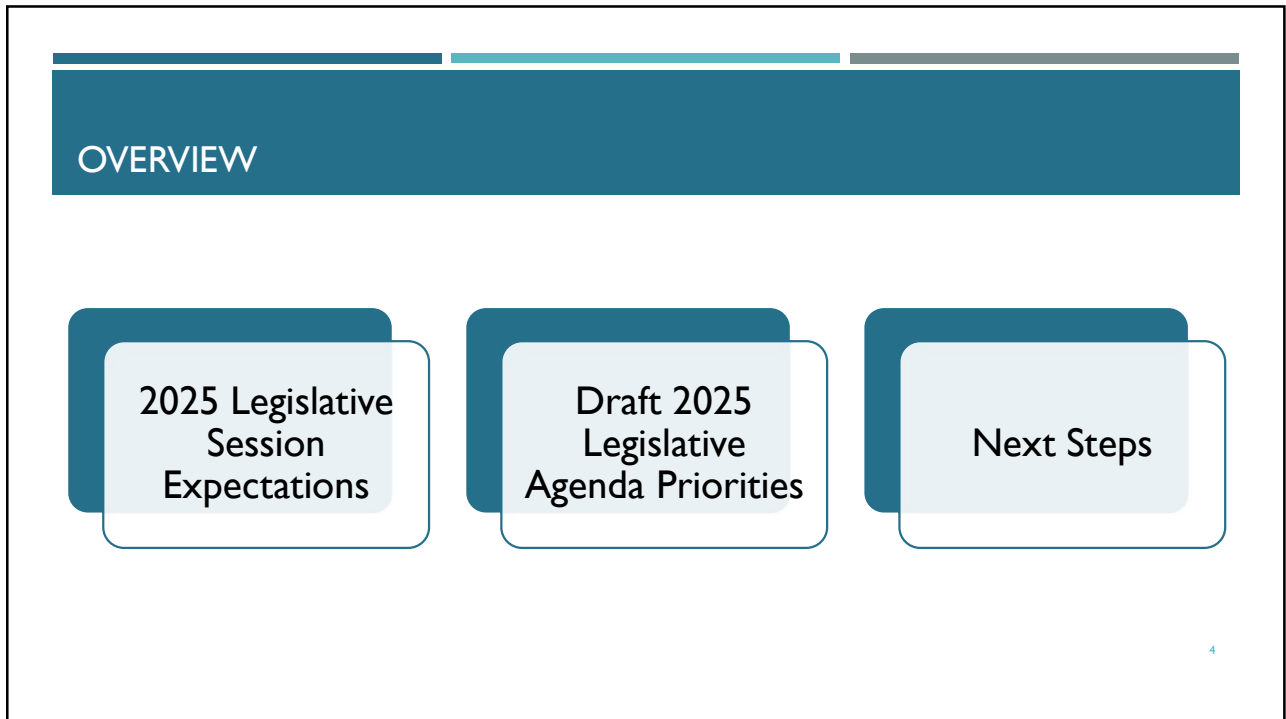 OVERVIEW
2025 Legislative
Session
Expectations
Draft 2025
Legislative
Agenda Priorities
Next Steps
4